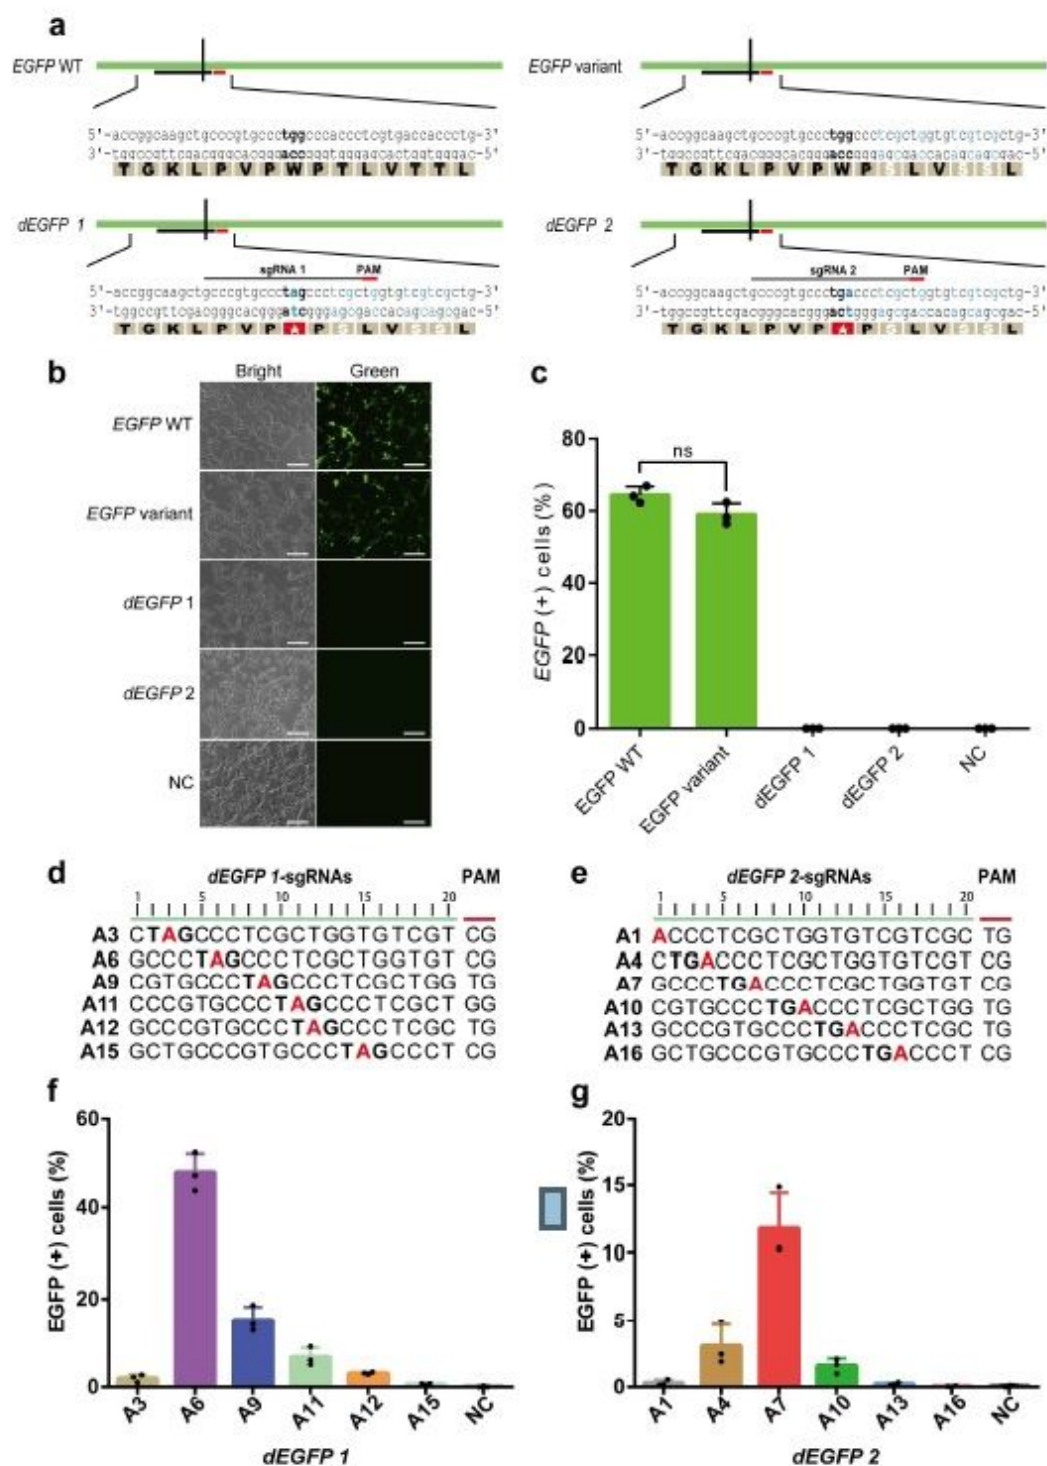 a
EGFP WT
5'-accggcaagctgcccgtgccctggcccaccctcgtgaccaccctg-3'
3'-tggccgttcgacgggcacgggaccgggtgggagcactggtgggac-5'
T G K L P V P W P T L V T T L
EGFP variant
5'-accggcaagctgcccgtgccctggccctcgctggtgtcgtcgctg-3'
3'-tggccgttcgacgggcacgggaccgggagcgaccacagcagcgac-5'
T G K L P V P W P S L V S S L
dEGFP 1
sgRNA 1 PAM
5'-accggcaagctgcccgtgccctagccctcgctggtgtcgtcgctg-3'
3'-tggccgttcgacgggcacgggatcgggagcgaccacagcagcgac-5'
T G K L P V P ★ P S L V S S L
dEGFP 2
sgRNA 2 PAM
5'-accggcaagctgcccgtgccctgaccctcgctggtgtcgtcgctg-3'
3'-tggccgttcgacgggcacgggactgggagcgaccacagcagcgac-5'
T G K L P V P ★ P S L V S S L
b
Bright Green
EGFP WT
EGFP variant
dEGFP 1
dEGFP 2
NC
c
EGFP (+) cells (%)
80
60
40
20
0
ns
EGFP WT EGFP variant dEGFP 1 dEGFP 2 NC
d
dEGFP 1-sgRNAs PAM
1 5 10 15 20
A3 CTAGCCCTCGCTGGTGTCGT CG
A6 GCCCTAGCCCTCGCTGGTGT CG
A9 CGTGCCCTAGCCCTCGCTGG TG
A11 CCCGTGCCCTAGCCCTCGCT GG
A12 GCCCGTGCCCTAGCCCTCGC TG
A15 GCTGCCCGTGCCCTAGCCCT CG
e
dEGFP 2-sgRNAs PAM
1 5 10 15 20
A1 ACCCTCGCTGGTGTCGTCGC TG
A4 CTGACCCTCGCTGGTGTCGT CG
A7 GCCCTGACCCTCGCTGGTGT CG
A10 CGTGCCCTGACCCTCGCTGG TG
A13 GCCCGTGCCCTGACCCTCGC TG
A16 GCTGCCCGTGCCCTGACCCT CG
f
EGFP (+) cells (%)
60
40
20
0
A3 A6 A9 A11 A12 A15 NC
dEGFP 1
g
EGFP (+) cells (%)
20
15
10
5
0
A1 A4 A7 A10 A13 A16 NC
dEGFP 2